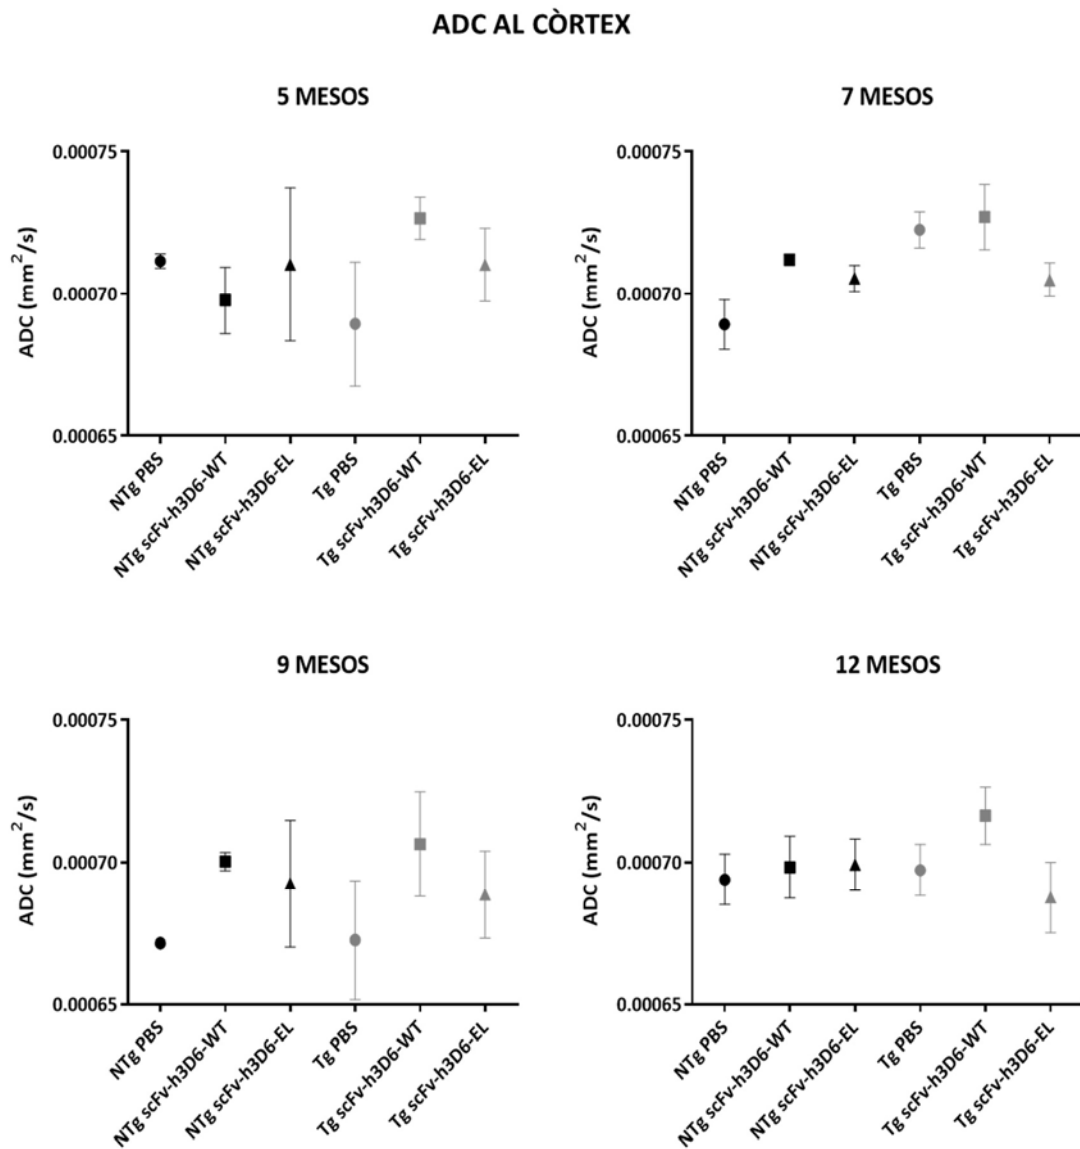 ADC AL CÒRTEX
5 MESOS
0.00075
0.00070
0.00065
ADC (mm²/s)
NTg PBS
NTg scFv-h3D6-WT
NTg scFv-h3D6-EL
Tg PBS
Tg scFv-h3D6-WT
Tg scFv-h3D6-EL
7 MESOS
0.00075
0.00070
0.00065
ADC (mm²/s)
NTg PBS
NTg scFv-h3D6-WT
NTg scFv-h3D6-EL
Tg PBS
Tg scFv-h3D6-WT
Tg scFv-h3D6-EL
9 MESOS
0.00075
0.00070
0.00065
ADC (mm²/s)
NTg PBS
NTg scFv-h3D6-WT
NTg scFv-h3D6-EL
Tg PBS
Tg scFv-h3D6-WT
Tg scFv-h3D6-EL
12 MESOS
0.00075
0.00070
0.00065
ADC (mm²/s)
NTg PBS
NTg scFv-h3D6-WT
NTg scFv-h3D6-EL
Tg PBS
Tg scFv-h3D6-WT
Tg scFv-h3D6-EL